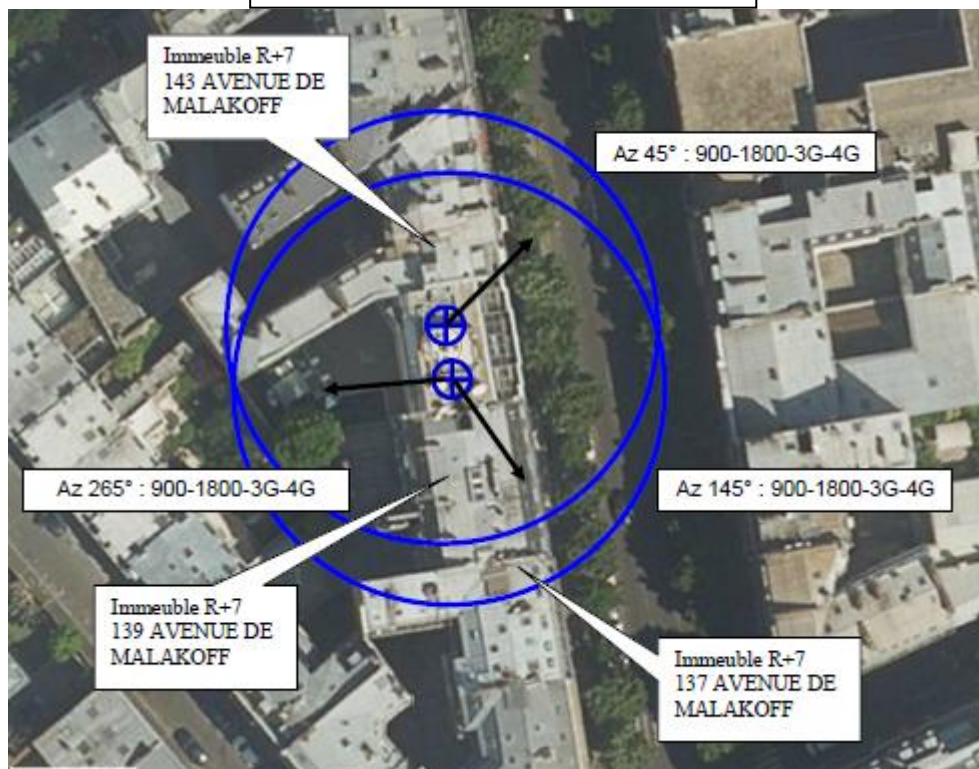 Immeuble R+7
143 AVENUE DE
MALAKOFF
Az 45° : 900-1800-3G-4G
Az 265° : 900-1800-3G-4G
Az 145° : 900-1800-3G-4G
Immeuble R+7
139 AVENUE DE
MALAKOFF
Immeuble R+7
137 AVENUE DE
MALAKOFF